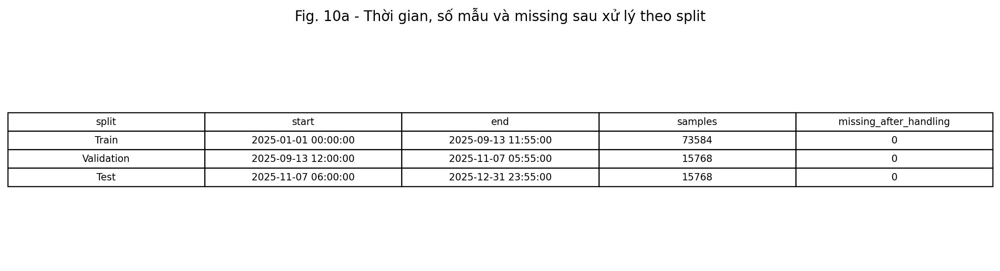 Fig. 10a - Thời gian, số mẫu và missing sau xử lý theo split
split start end samples missing_after_handling
Train 2025-01-01 00:00:00 2025-09-13 11:55:00 73584 0
Validation 2025-09-13 12:00:00 2025-11-07 05:55:00 15768 0
Test 2025-11-07 06:00:00 2025-12-31 23:55:00 15768 0